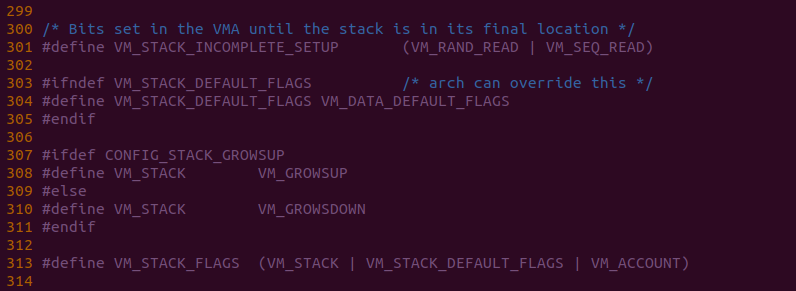 299
300 /* Bits set in the VMA until the stack is in its final location */
301 #define VM_STACK_INCOMPLETE_SETUP       (VM_RAND_READ | VM_SEQ_READ)
302
303 #ifndef VM_STACK_DEFAULT_FLAGS          /* arch can override this */
304 #define VM_STACK_DEFAULT_FLAGS VM_DATA_DEFAULT_FLAGS
305 #endif
306
307 #ifdef CONFIG_STACK_GROWSUP
308 #define VM_STACK        VM_GROWSUP
309 #else
310 #define VM_STACK        VM_GROWSDOWN
311 #endif
312
313 #define VM_STACK_FLAGS  (VM_STACK | VM_STACK_DEFAULT_FLAGS | VM_ACCOUNT)
314